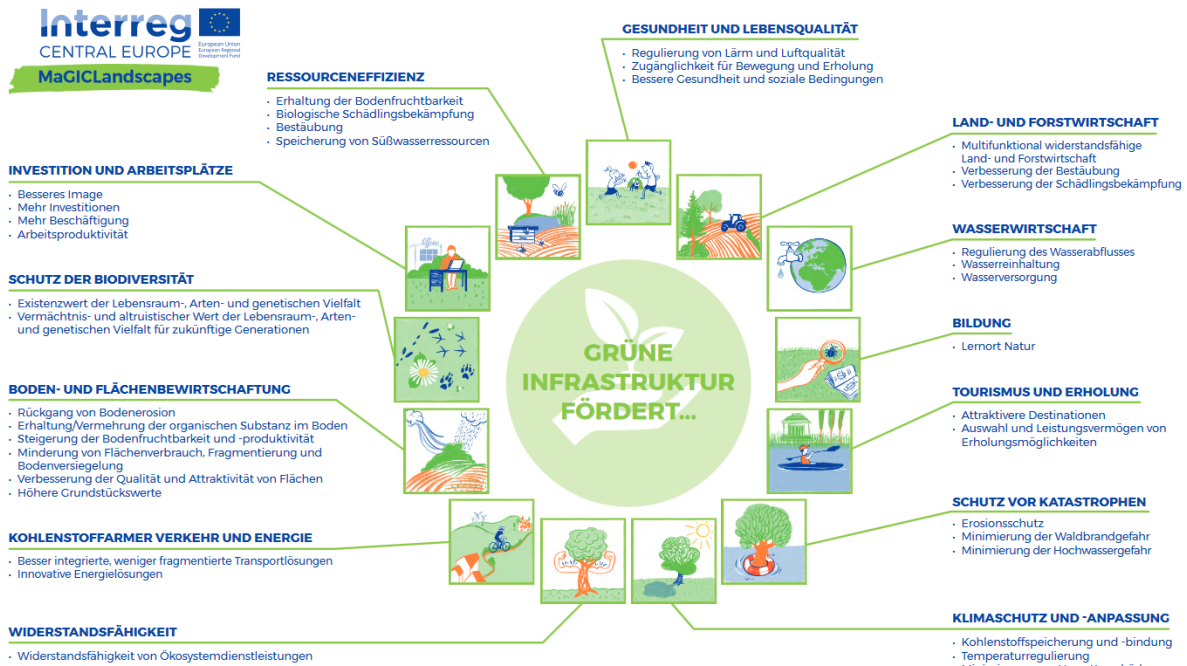 Interreg
CENTRAL EUROPE
European Union
European Regional
Development Fund
MaGICLandscapes
GESUNDHEIT UND LEBENSQUALITÄT
• Regulierung von Lärm und Luftqualität
• Zugänglichkeit für Bewegung und Erholung
• Bessere Gesundheit und soziale Bedingungen
RESSOURCENEFFIZIENZ
• Erhaltung der Bodenfruchtbarkeit
• Biologische Schädlingsbekämpfung
• Bestäubung
• Speicherung von Süßwasserressourcen
LAND- UND FORSTWIRTSCHAFT
• Multifunktional widerstandsfähige
Land- und Forstwirtschaft
• Verbesserung der Bestäubung
• Verbesserung der Schädlingsbekämpfung
INVESTITION UND ARBEITSPLÄTZE
• Besseres Image
• Mehr Investitionen
• Mehr Beschäftigung
• Arbeitsproduktivität
WASSERWIRTSCHAFT
• Regulierung des Wasserabflusses
• Wasserreinhaltung
• Wasserversorgung
SCHUTZ DER BIODIVERSITÄT
• Existenzwert der Lebensraum-, Arten- und genetischen Vielfalt
• Vermächtnis- und altruistischer Wert der Lebensraum-, Arten-
und genetischen Vielfalt für zukünftige Generationen
BILDUNG
• Lernort Natur
GRÜNE
INFRASTRUKTUR
FÖRDERT...
BODEN- UND FLÄCHENBEWIRTSCHAFTUNG
• Rückgang von Bodenerosion
• Erhaltung/Vermehrung der organischen Substanz im Boden
• Steigerung der Bodenfruchtbarkeit und -produktivität
• Minderung von Flächenverbrauch, Fragmentierung und
Bodenversiegelung
• Verbesserung der Qualität und Attraktivität von Flächen
• Höhere Grundstückswerte
TOURISMUS UND ERHOLUNG
• Attraktivere Destinationen
• Auswahl und Leistungsvermögen von
Erholungsmöglichkeiten
SCHUTZ VOR KATASTROPHEN
• Erosionsschutz
• Minimierung der Waldbrandgefahr
• Minimierung der Hochwassergefahr
KOHLENSTOFFARMER VERKEHR UND ENERGIE
• Besser integrierte, weniger fragmentierte Transportlösungen
• Innovative Energielösungen
WIDERSTANDSFÄHIGKEIT
• Widerstandsfähigkeit von Ökosystemdienstleistungen
KLIMASCHUTZ UND -ANPASSUNG
• Kohlenstoffspeicherung und -bindung
• Temperaturregulierung